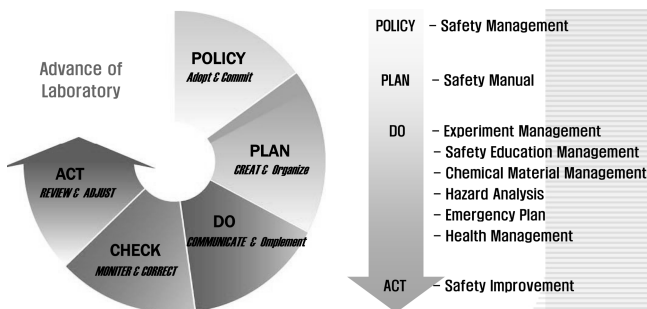 Advance of
Laboratory
POLICY
Adopt & Commit
PLAN
CREAT & Organize
DO
COMMUNICATE & Omplement
CHECK
MONITER & CORRECT
ACT
REVIEW & ADJUST
POLICY – Safety Management
PLAN – Safety Manual
DO – Experiment Management
– Safety Education Management
– Chemical Material Management
– Hazard Analysis
– Emergency Plan
– Health Management
ACT – Safety Improvement